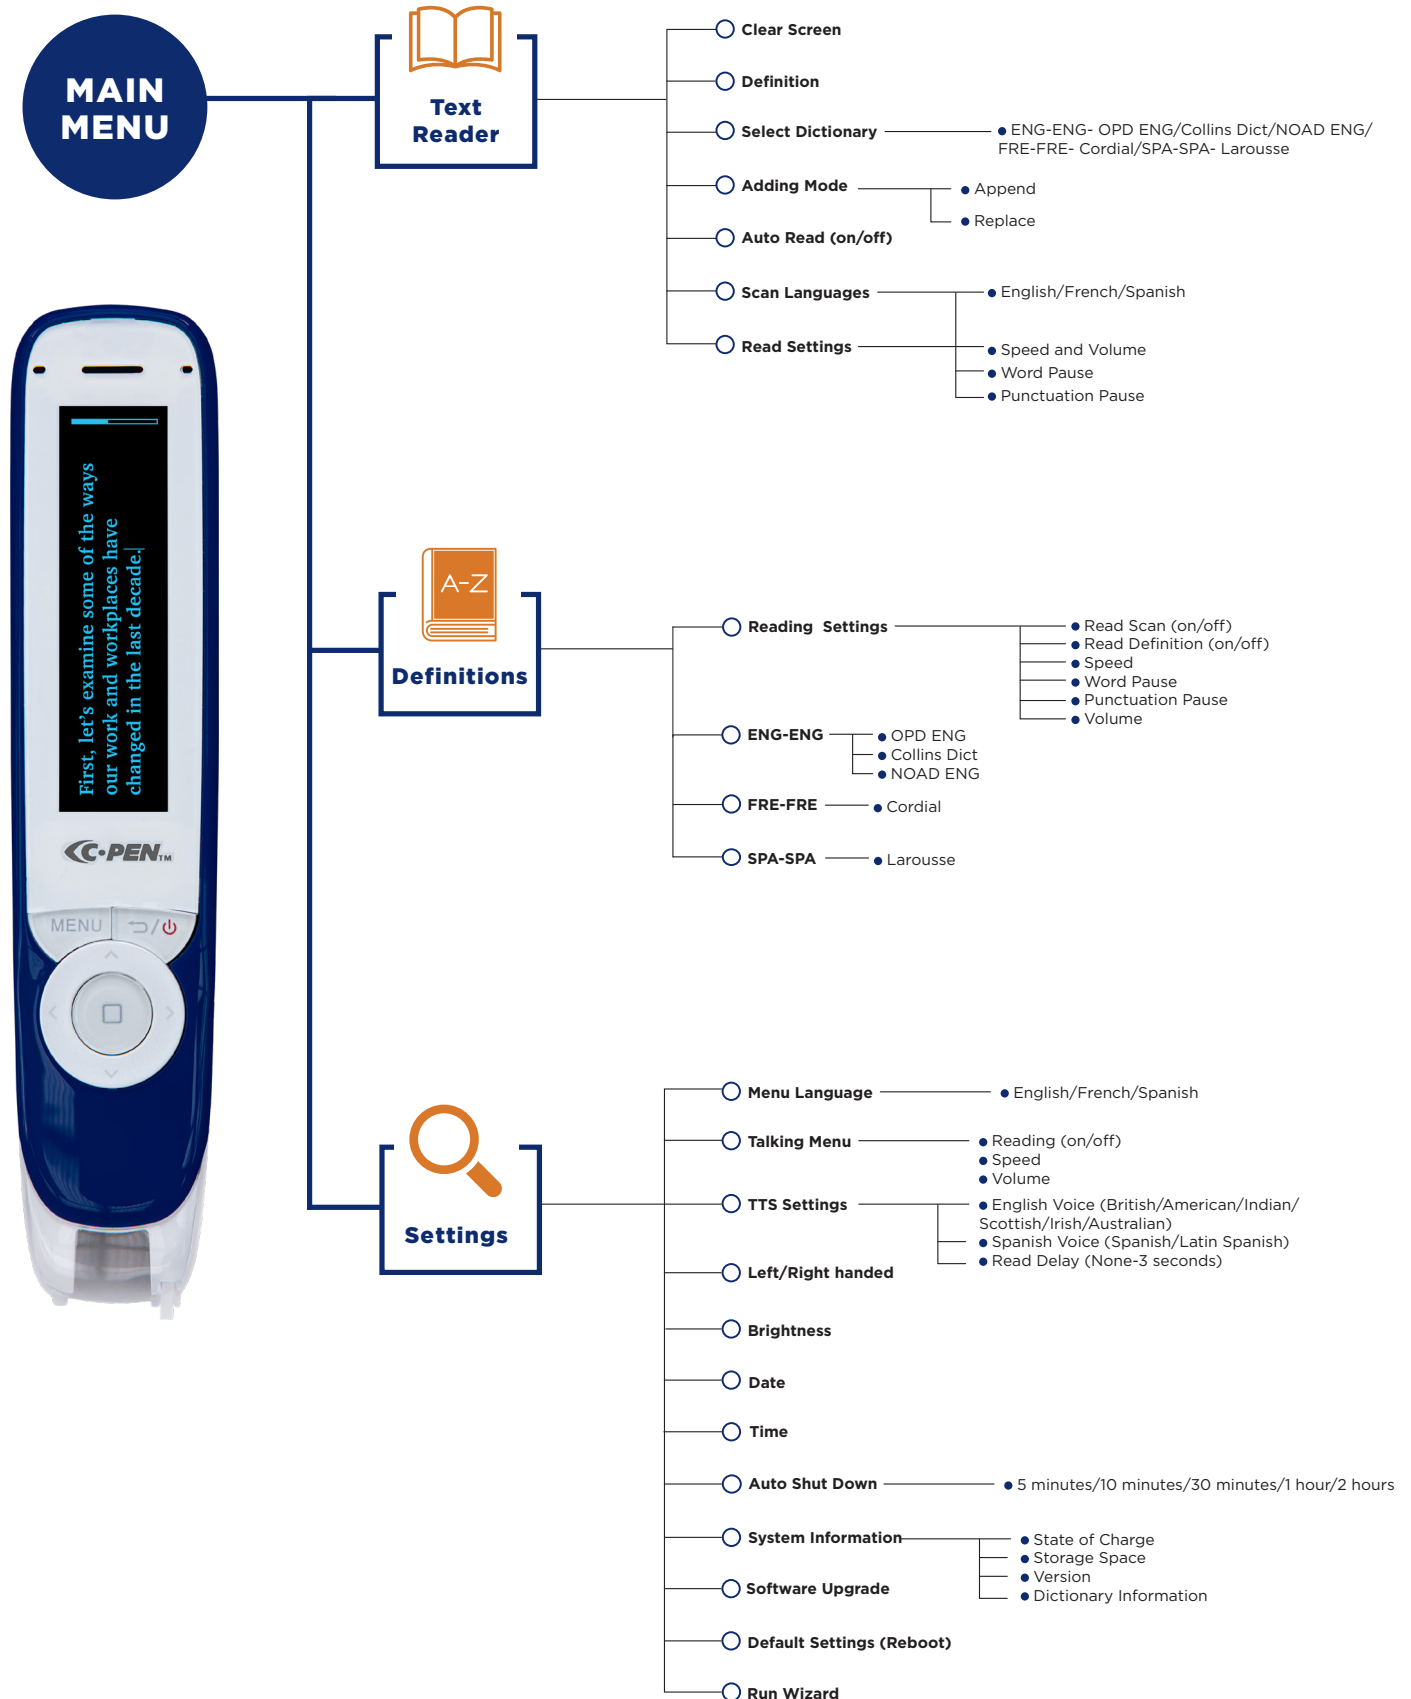 MAIN
MENU
Text
Reader
Clear Screen
Definition
Select Dictionary
ENG-ENG- OPD ENG/Collins Dict/NOAD ENG/
FRE-FRE- Cordial/SPA-SPA- Larousse
Adding Mode
Append
Replace
Auto Read (on/off)
Scan Languages
English/French/Spanish
Read Settings
Speed and Volume
Word Pause
Punctuation Pause
First, let's examine some of the ways
our work and workplaces have
changed in the last decade.
C•PEN™
MENU
A-Z
Definitions
Reading Settings
Read Scan (on/off)
Read Definition (on/off)
Speed
Word Pause
Punctuation Pause
Volume
ENG-ENG
OPD ENG
Collins Dict
NOAD ENG
FRE-FRE
Cordial
SPA-SPA
Larousse
Settings
Menu Language
English/French/Spanish
Talking Menu
Reading (on/off)
Speed
Volume
TTS Settings
English Voice (British/American/Indian/
Scottish/Irish/Australian)
Spanish Voice (Spanish/Latin Spanish)
Read Delay (None-3 seconds)
Left/Right handed
Brightness
Date
Time
Auto Shut Down
5 minutes/10 minutes/30 minutes/1 hour/2 hours
System Information
State of Charge
Storage Space
Version
Dictionary Information
Software Upgrade
Default Settings (Reboot)
Run Wizard